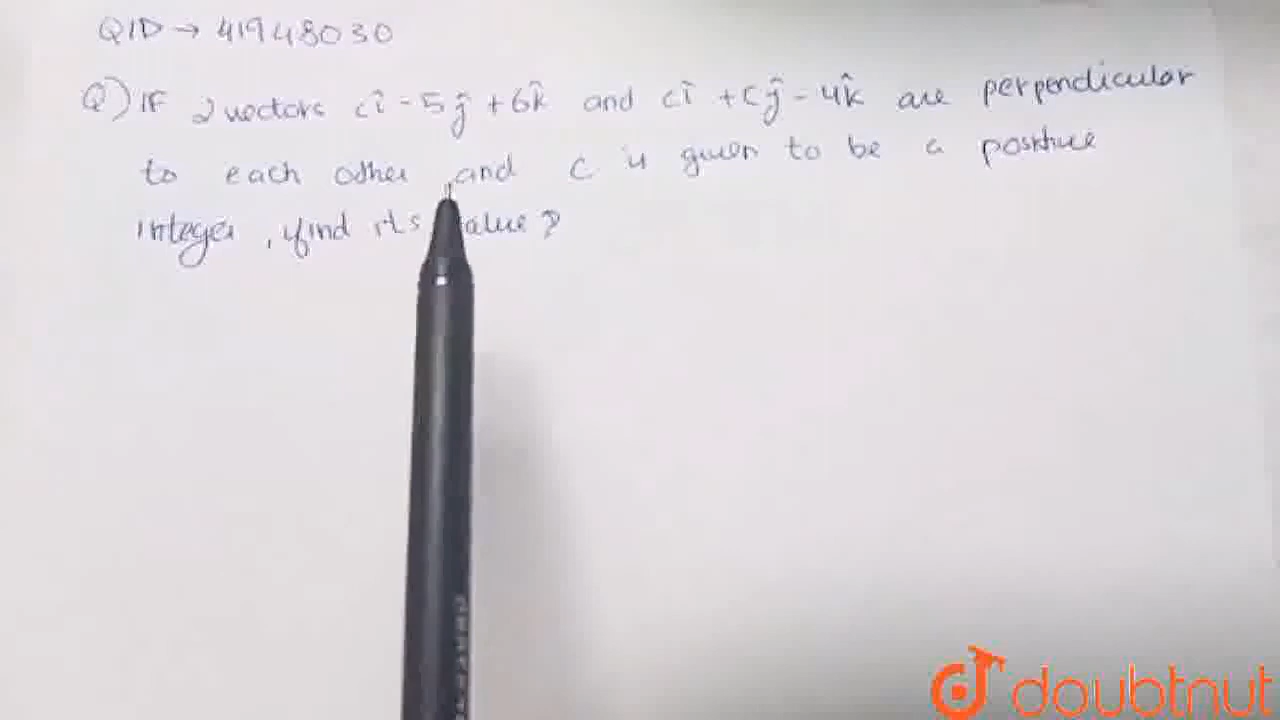 QID → 41948030
Q) IF 2 vectors cî - 5ĵ + 6k̂ and cî + cĵ - 4k̂ are perpendicular
to each other and c is given to be a positive
integer, find its value?
doubtnut